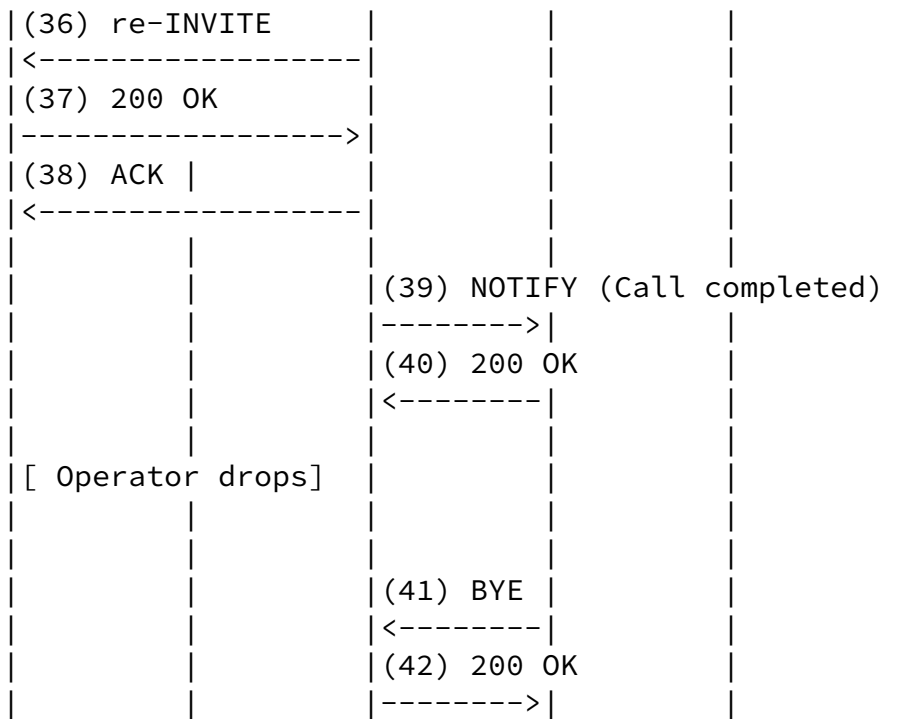 |(36) re-INVITE     |         |         |
|<------------------|         |         |
|(37) 200 OK        |         |         |
|------------------>|         |         |
|(38) ACK |         |         |         |
|<------------------|         |         |
|         |         |         |         |
|         |         |(39) NOTIFY (Call completed)
|         |         |-------->|         |
|         |         |(40) 200 OK
|         |         |<--------|         |
|         |         |         |         |
|[ Operator drops]  |         |         |
|         |         |         |         |
|         |         |         |         |
|         |         |(41) BYE |         |
|         |         |<--------|         |
|         |         |(42) 200 OK        |
|         |         |-------->|         |